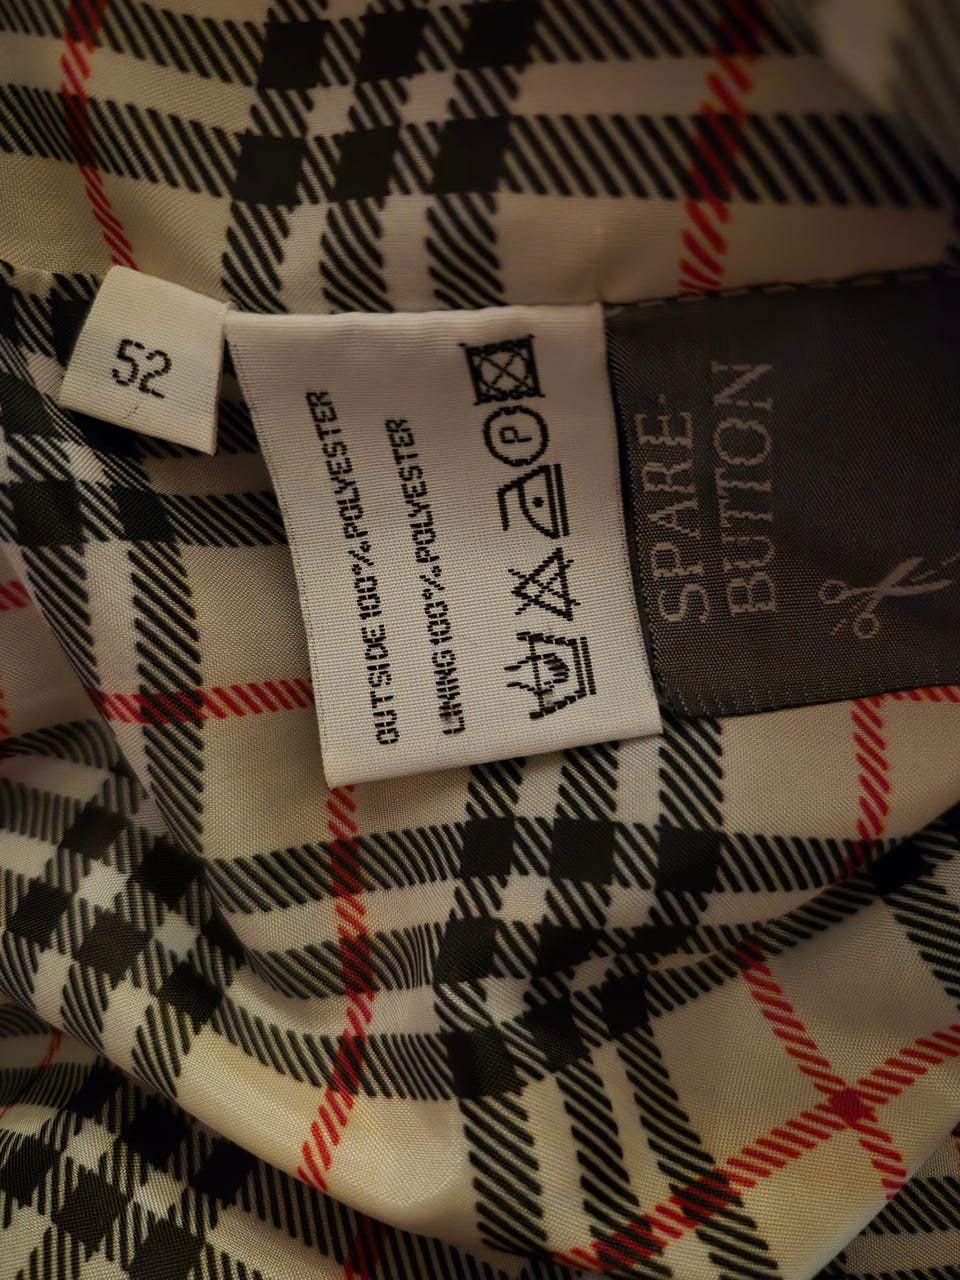 52
OUTSIDE 100% POLYESTER
LINING 100% POLYESTER
P
SPARE-
BUTTON